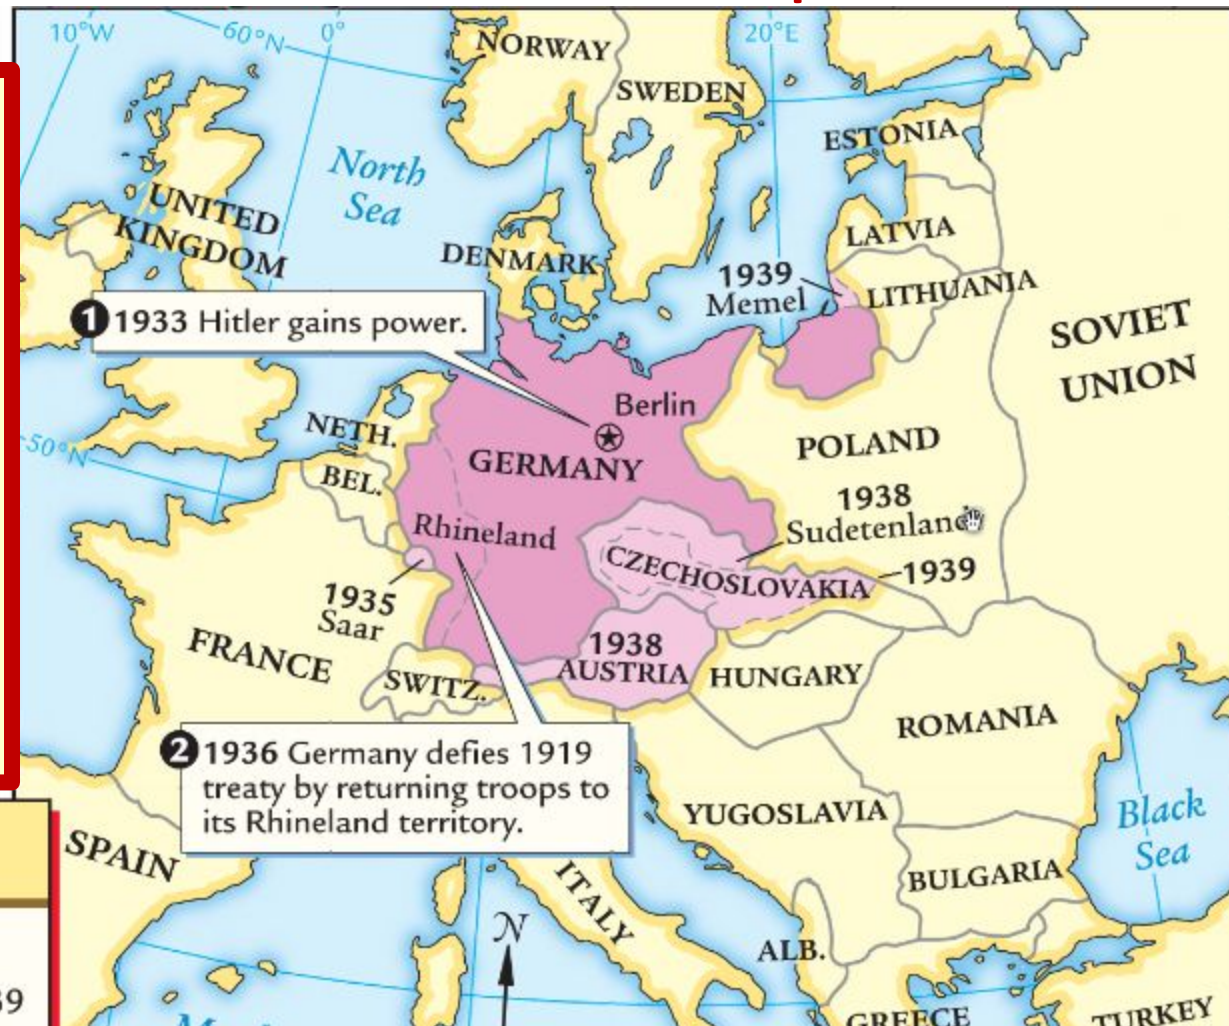 10°W
60°N
0°
20°E
NORWAY
SWEDEN
ESTONIA
North
Sea
UNITED
KINGDOM
LATVIA
DENMARK
1939
Memel
LITHUANIA
SOVIET
UNION
1 1933 Hitler gains power.
Berlin
NETH.
50°N
GERMANY
POLAND
BEL.
1938
Sudetenland
Rhineland
CZECHOSLOVAKIA
1939
1935
Saar
FRANCE
1938
AUSTRIA
SWITZ.
HUNGARY
ROMANIA
2 1936 Germany defies 1919
treaty by returning troops to
its Rhineland territory.
YUGOSLAVIA
Black
Sea
SPAIN
BULGARIA
ITALY
N
ALB.
GREECE
TURKEY